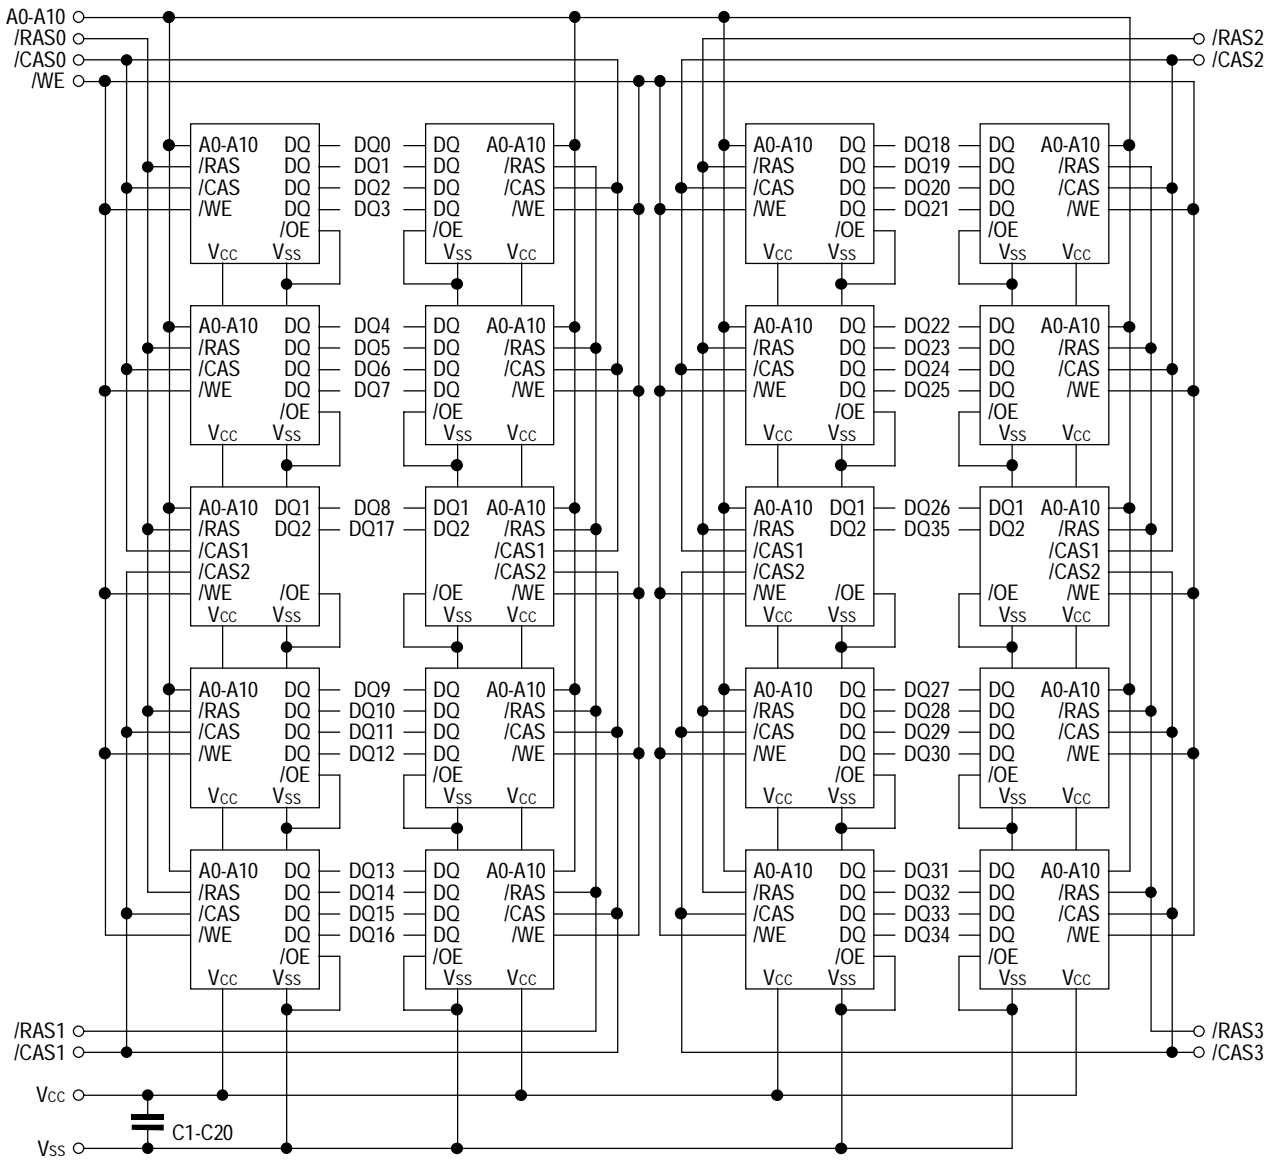 A0-A10
/RAS0
/CAS0
/WE
/RAS2
/CAS2
A0-A10 DQ DQ0 DQ A0-A10
/RAS DQ DQ1 DQ /RAS
/CAS DQ DQ2 DQ /CAS
/WE DQ DQ3 DQ /WE
/OE /OE
Vcc Vss Vss Vcc
A0-A10 DQ DQ18 DQ A0-A10
/RAS DQ DQ19 DQ /RAS
/CAS DQ DQ20 DQ /CAS
/WE DQ DQ21 DQ /WE
/OE /OE
Vcc Vss Vss Vcc
A0-A10 DQ DQ4 DQ A0-A10
/RAS DQ DQ5 DQ /RAS
/CAS DQ DQ6 DQ /CAS
/WE DQ DQ7 DQ /WE
/OE /OE
Vcc Vss Vss Vcc
A0-A10 DQ DQ22 DQ A0-A10
/RAS DQ DQ23 DQ /RAS
/CAS DQ DQ24 DQ /CAS
/WE DQ DQ25 DQ /WE
/OE /OE
Vcc Vss Vss Vcc
A0-A10 DQ1 DQ8 DQ1 A0-A10
/RAS DQ2 DQ17 DQ2 /RAS
/CAS1 /CAS1
/CAS2 /CAS2
/WE /OE /OE /WE
Vcc Vss Vss Vcc
A0-A10 DQ1 DQ26 DQ1 A0-A10
/RAS DQ2 DQ35 DQ2 /RAS
/CAS1 /CAS1
/CAS2 /CAS2
/WE /OE /OE /WE
Vcc Vss Vss Vcc
A0-A10 DQ DQ9 DQ A0-A10
/RAS DQ DQ10 DQ /RAS
/CAS DQ DQ11 DQ /CAS
/WE DQ DQ12 DQ /WE
/OE /OE
Vcc Vss Vss Vcc
A0-A10 DQ DQ27 DQ A0-A10
/RAS DQ DQ28 DQ /RAS
/CAS DQ DQ29 DQ /CAS
/WE DQ DQ30 DQ /WE
/OE /OE
Vcc Vss Vss Vcc
A0-A10 DQ DQ13 DQ A0-A10
/RAS DQ DQ14 DQ /RAS
/CAS DQ DQ15 DQ /CAS
/WE DQ DQ16 DQ /WE
/OE /OE
Vcc Vss Vss Vcc
A0-A10 DQ DQ31 DQ A0-A10
/RAS DQ DQ32 DQ /RAS
/CAS DQ DQ33 DQ /CAS
/WE DQ DQ34 DQ /WE
/OE /OE
Vcc Vss Vss Vcc
/RAS1
/CAS1
/RAS3
/CAS3
Vcc
C1-C20
Vss